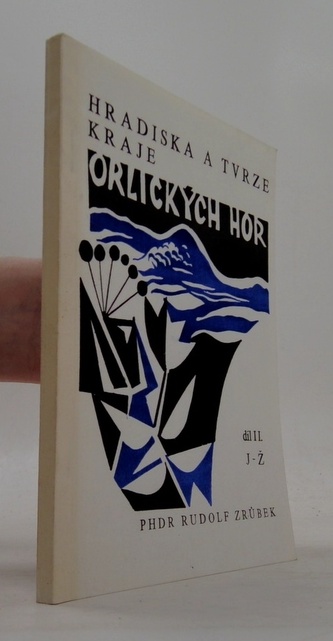 HRADISKA A TVRZE
KRAJE
ORLICKÝCH HOR
díl II.
J-Ž
PHDR RUDOLF ZRŮBEK